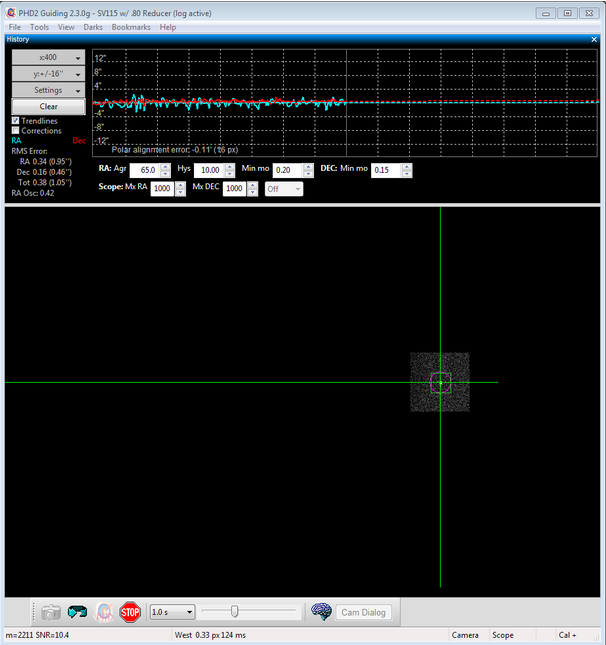 PHD2 Guiding 2.3.0g - SV115 w/ .80 Reducer (log active)
File Tools View Darks Bookmarks Help
History
x:400
y:+/-16''
Settings
Clear
Trendlines
Corrections
RA Dec
RMS Error:
RA 0.34 (0.95'')
Dec 0.16 (0.46'')
Tot 0.38 (1.05'')
RA Osc: 0.42
12''
8''
4''
-4''
-8''
-12''
Polar alignment error: -0.11' (16 px)
RA: Agr 65.0 Hys 10.00 Min mo 0.20 DEC: Min mo 0.15
Scope: Mx RA 1000 Mx DEC 1000 Off
STOP 1.0 s Cam Dialog
m=2211 SNR=10.4 West 0.33 px 124 ms Camera Scope Cal +